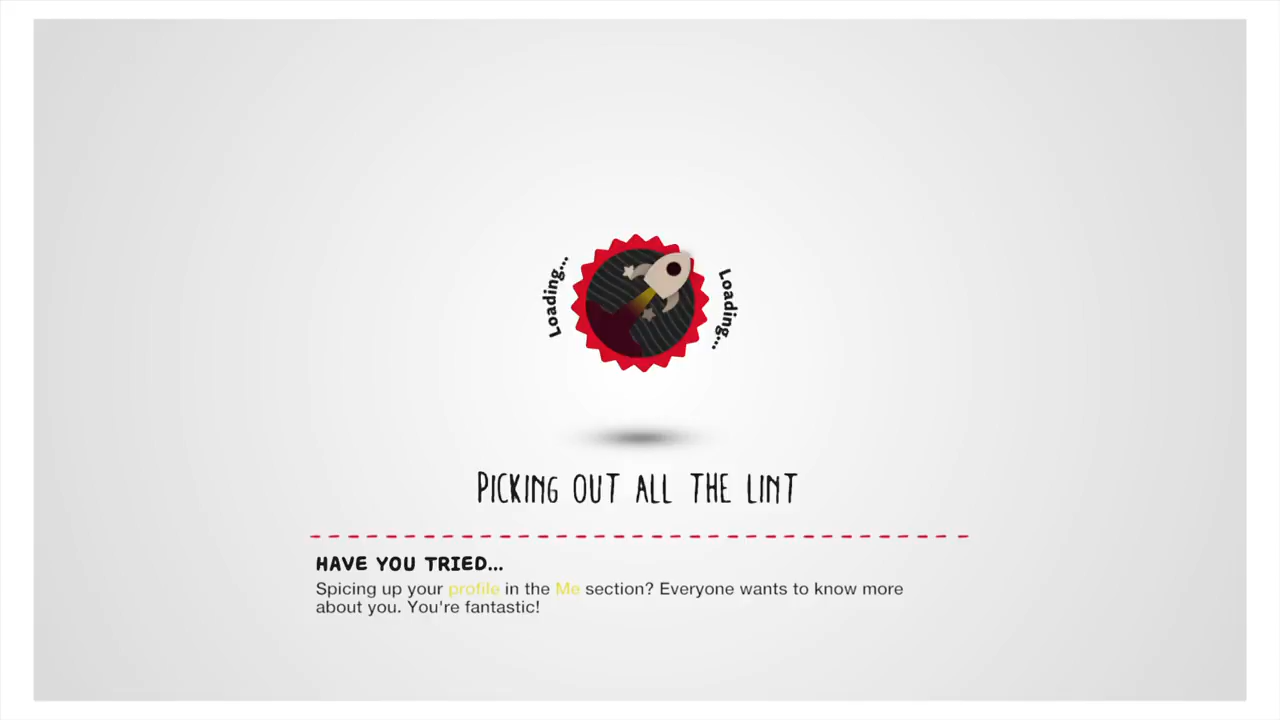 Loading...
Loading...
PICKING OUT ALL THE LINT
HAVE YOU TRIED...
Spicing up your profile in the Me section? Everyone wants to know more
about you. You're fantastic!